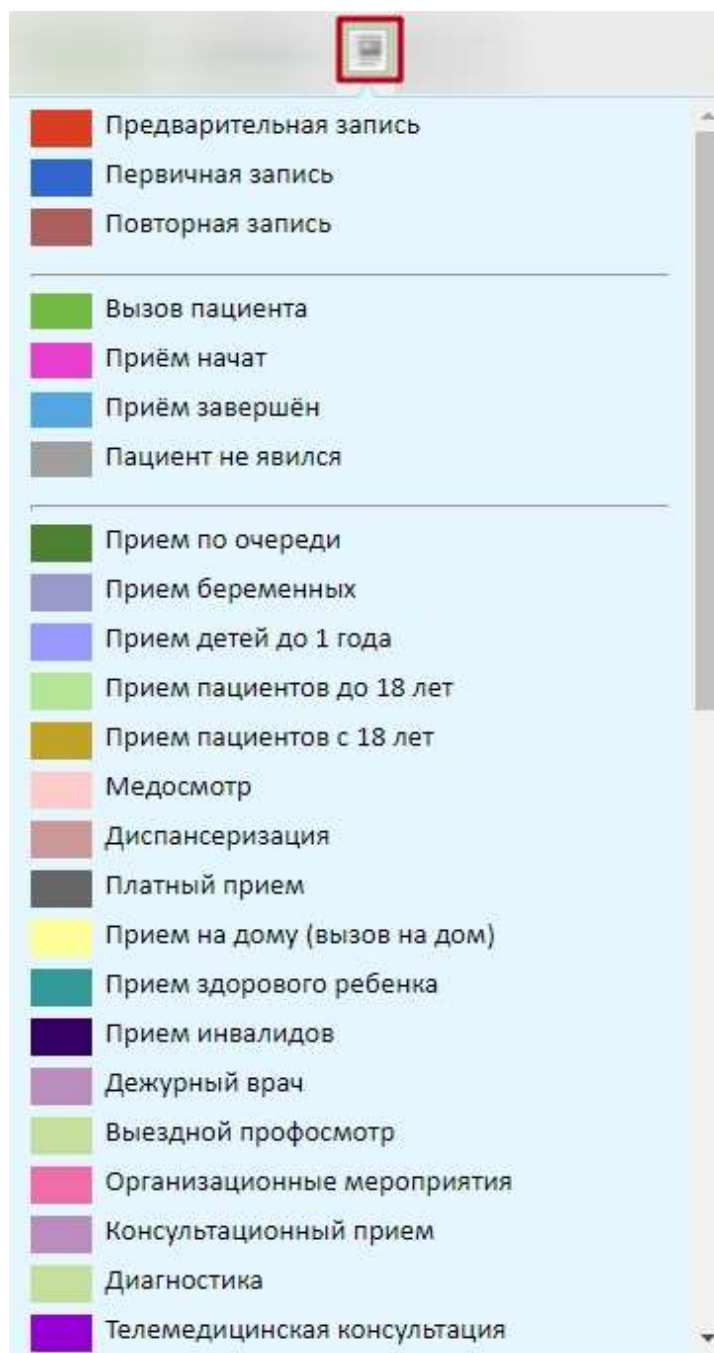 Предварительная запись
Первичная запись
Повторная запись
Вызов пациента
Приём начат
Приём завершён
Пациент не явился
Прием по очереди
Прием беременных
Прием детей до 1 года
Прием пациентов до 18 лет
Прием пациентов с 18 лет
Медосмотр
Диспансеризация
Платный прием
Прием на дому (вызов на дом)
Прием здорового ребенка
Прием инвалидов
Дежурный врач
Выездной профосмотр
Организационные мероприятия
Консультационный прием
Диагностика
Телемедицинская консультация